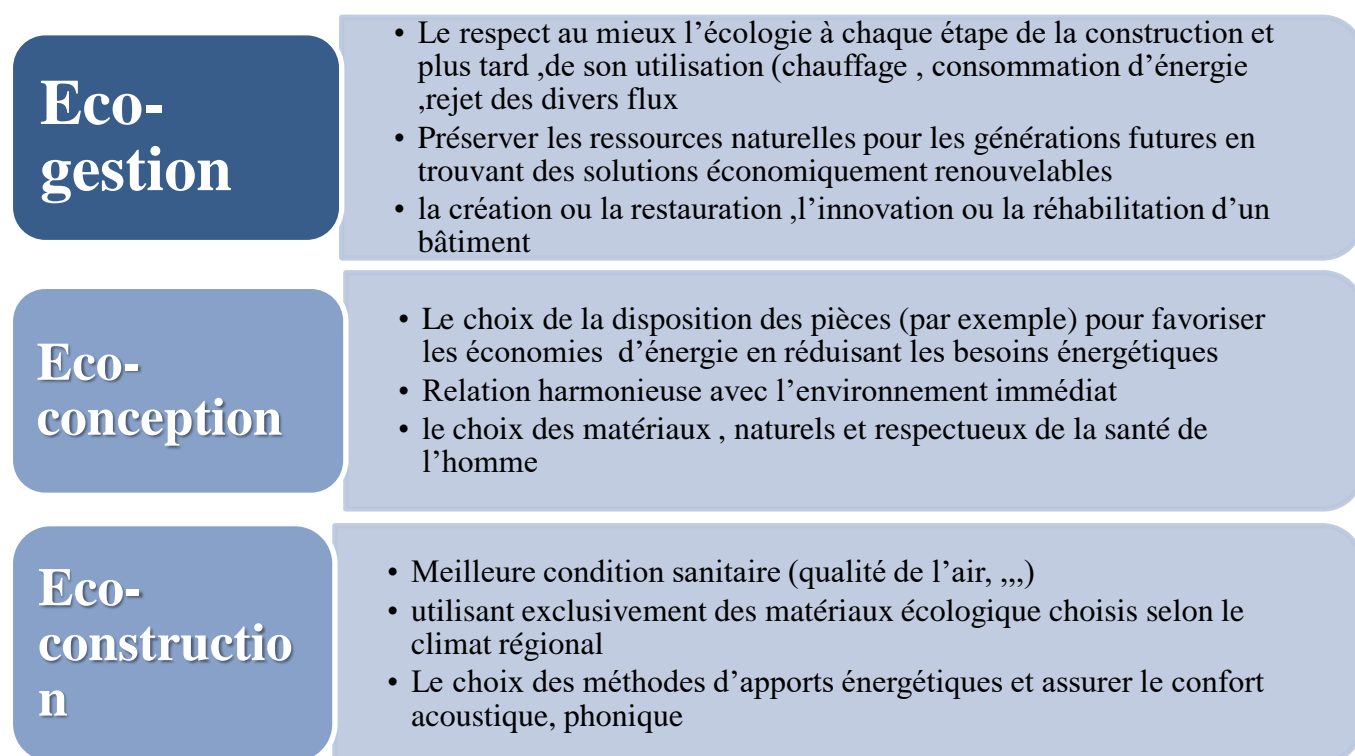 Eco-
gestion
• Le respect au mieux l’écologie à chaque étape de la construction et
plus tard ,de son utilisation (chauffage , consommation d’énergie
,rejet des divers flux
• Préserver les ressources naturelles pour les générations futures en
trouvant des solutions économiquement renouvelables
• la création ou la restauration ,l’innovation ou la réhabilitation d’un
bâtiment
Eco-
conception
• Le choix de la disposition des pièces (par exemple) pour favoriser
les économies d’énergie en réduisant les besoins énergétiques
• Relation harmonieuse avec l’environnement immédiat
• le choix des matériaux , naturels et respectueux de la santé de
l’homme
Eco-
constructio
n
• Meilleure condition sanitaire (qualité de l’air, ,,,)
• utilisant exclusivement des matériaux écologique choisis selon le
climat régional
• Le choix des méthodes d’apports énergétiques et assurer le confort
acoustique, phonique